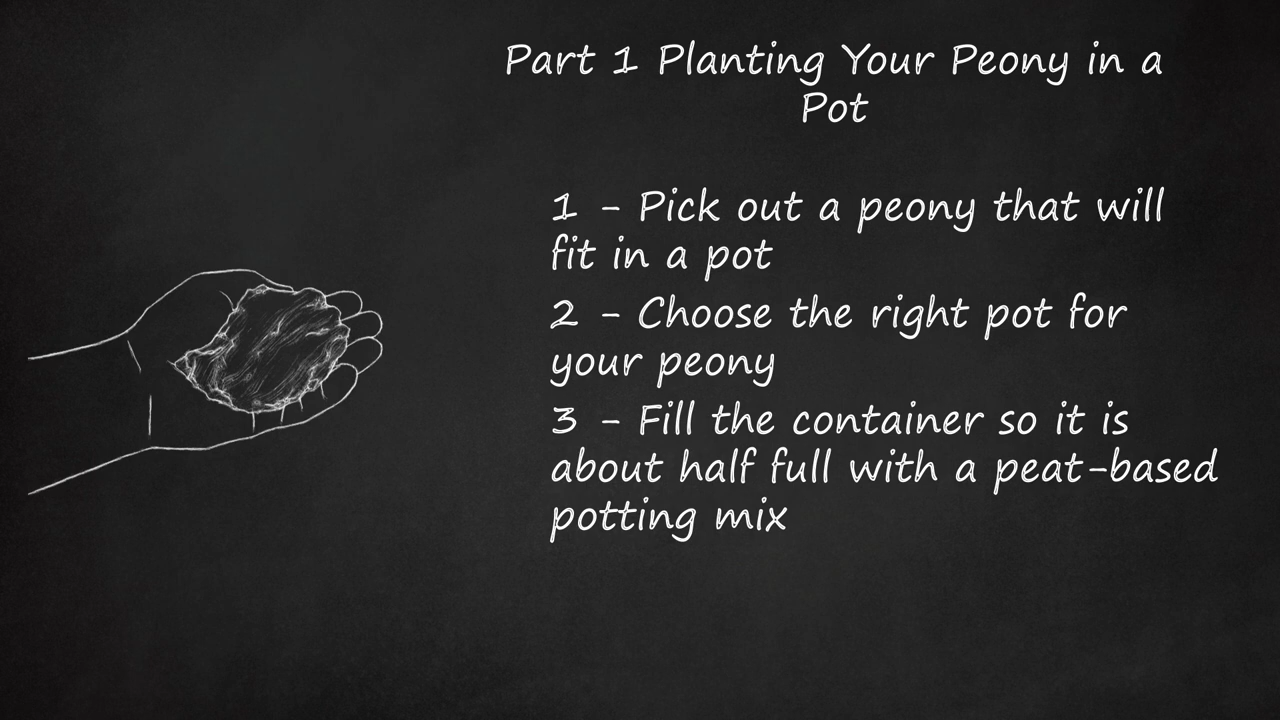 Part 1 Planting Your Peony in a
Pot
1 - Pick out a peony that will
fit in a pot
2 - Choose the right pot for
your peony
3 - Fill the container so it is
about half full with a peat-based
potting mix